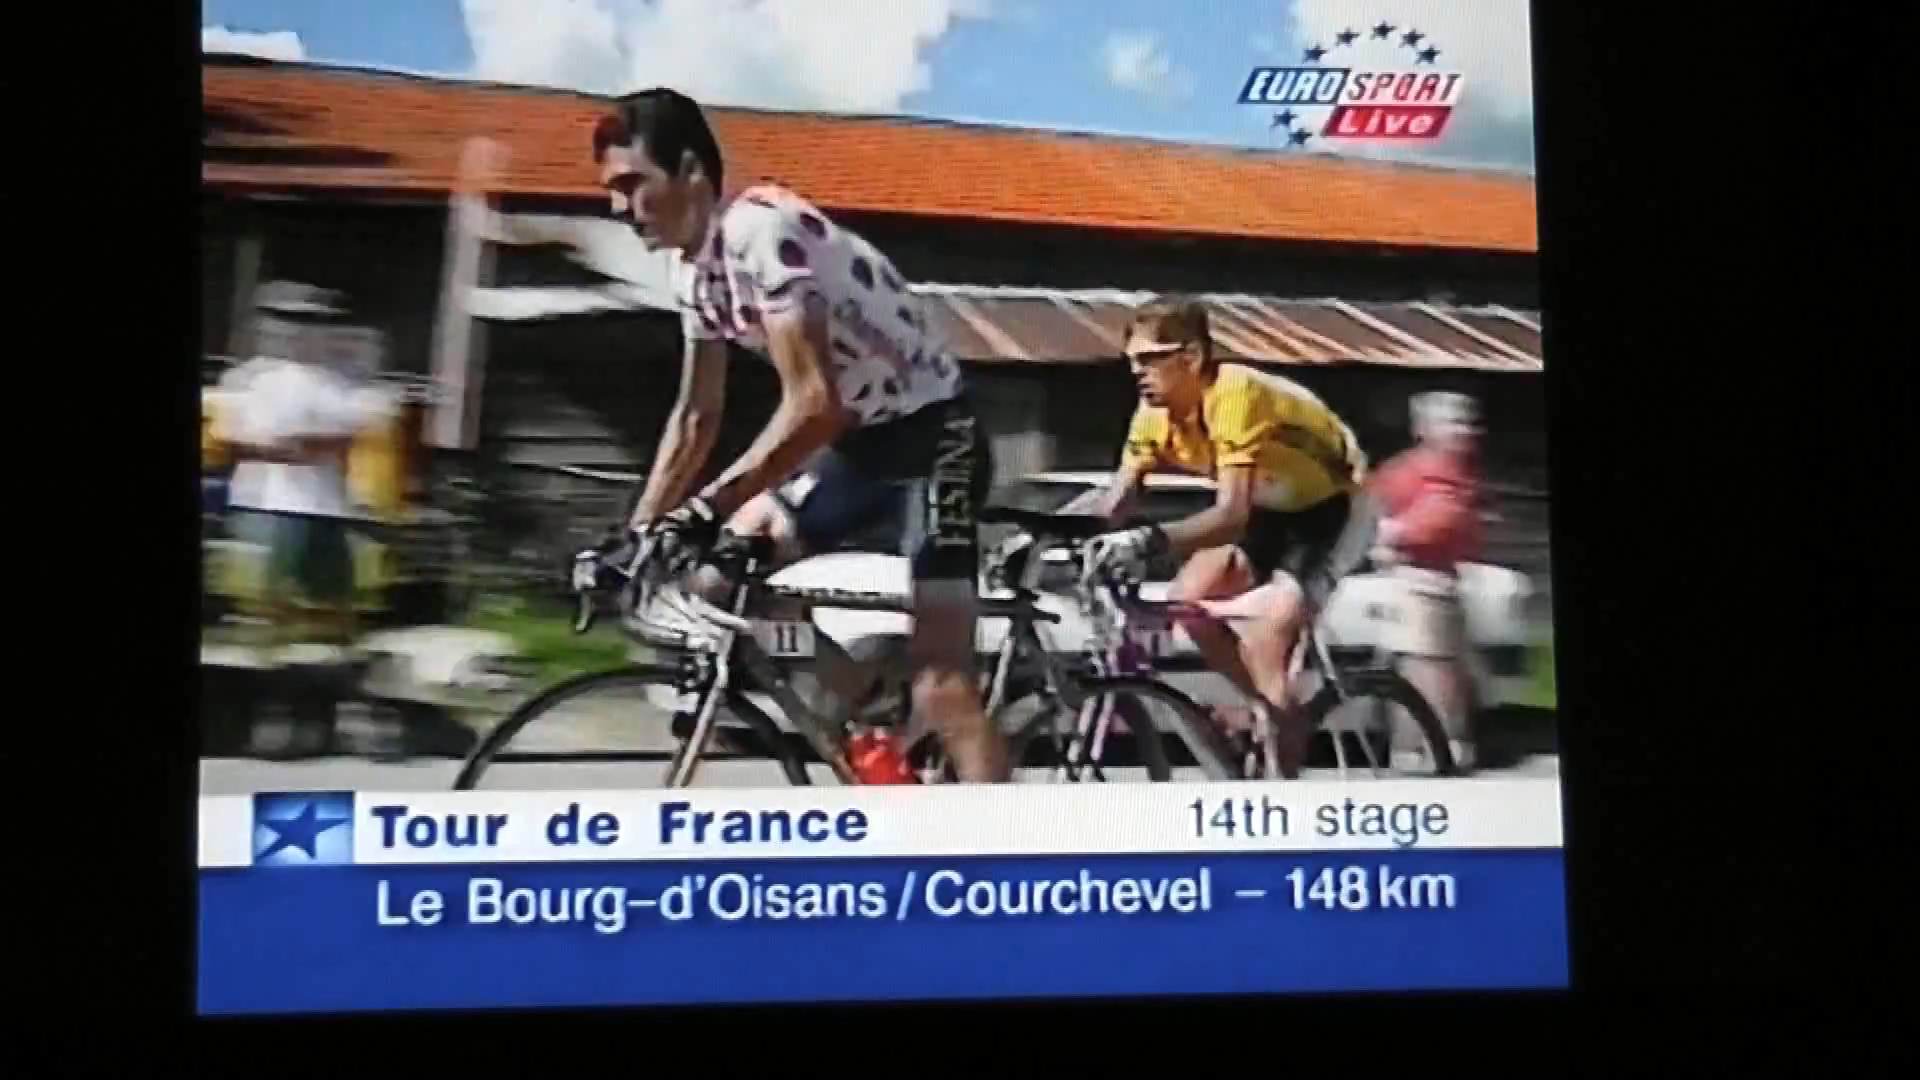 EUROSPORT
Live
FESTINA
11
Tour de France 14th stage
Le Bourg-d'Oisans / Courchevel - 148 km